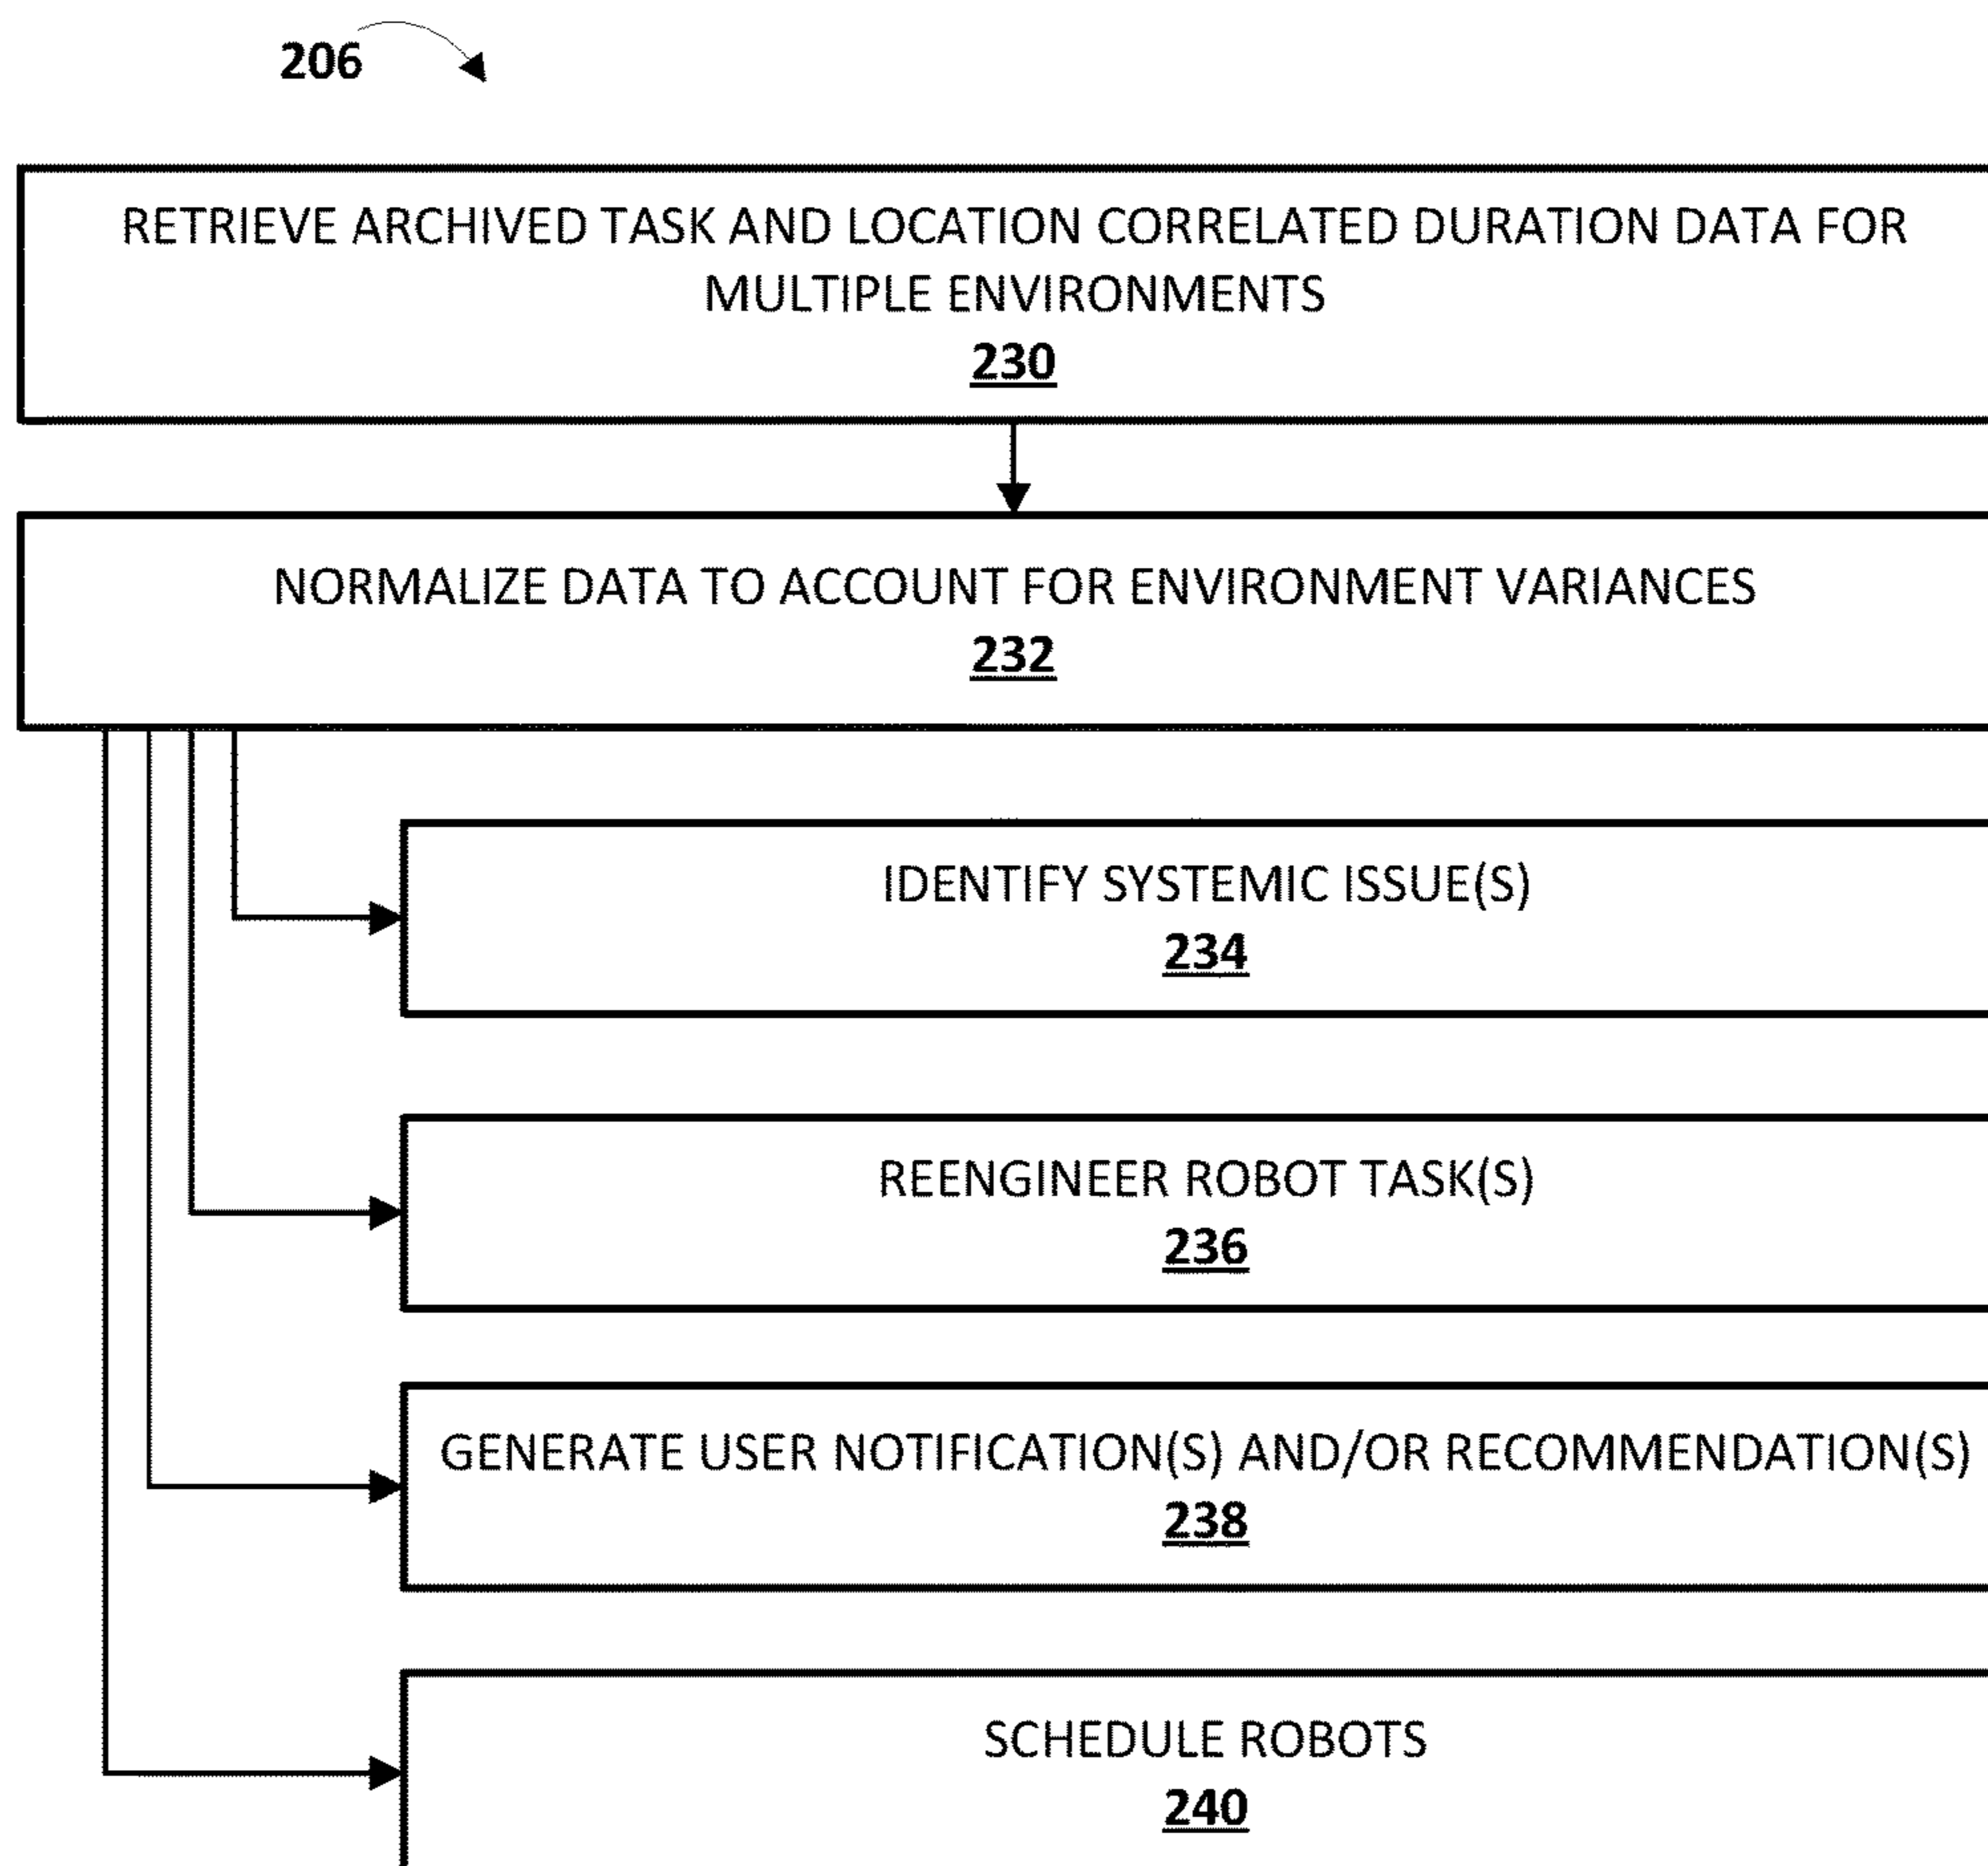 206
RETRIEVE ARCHIVED TASK AND LOCATION CORRELATED DURATION DATA FOR
MULTIPLE ENVIRONMENTS
230
NORMALIZE DATA TO ACCOUNT FOR ENVIRONMENT VARIANCES
232
IDENTIFY SYSTEMIC ISSUE(S)
234
REENGINEER ROBOT TASK(S)
236
GENERATE USER NOTIFICATION(S) AND/OR RECOMMENDATION(S)
238
SCHEDULE ROBOTS
240